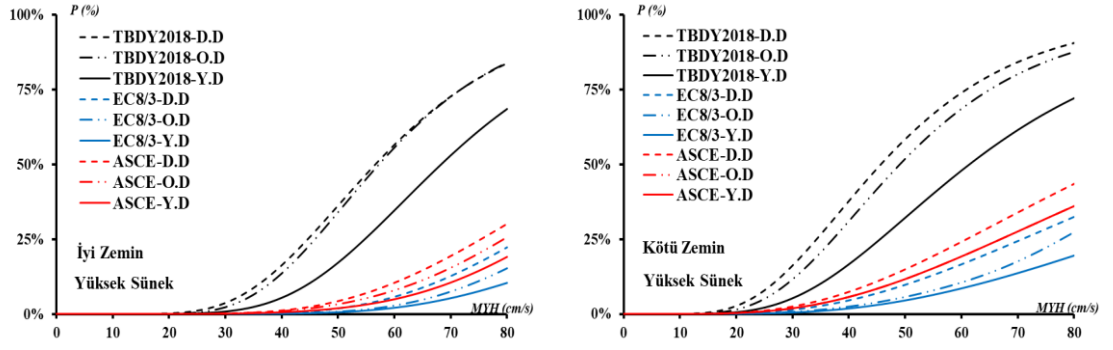 P (%)
100%
75%
50%
25%
0%
TBDY2018-D.D
TBDY2018-O.D
TBDY2018-Y.D
EC8/3-D.D
EC8/3-O.D
EC8/3-Y.D
ASCE-D.D
ASCE-O.D
ASCE-Y.D
İyi Zemin
Yüksek Sünek
MYH (cm/s)
0 10 20 30 40 50 60 70 80
P (%)
100%
75%
50%
25%
0%
TBDY2018-D.D
TBDY2018-O.D
TBDY2018-Y.D
EC8/3-D.D
EC8/3-O.D
EC8/3-Y.D
ASCE-D.D
ASCE-O.D
ASCE-Y.D
Kötü Zemin
Yüksek Sünek
MYH (cm/s)
0 10 20 30 40 50 60 70 80